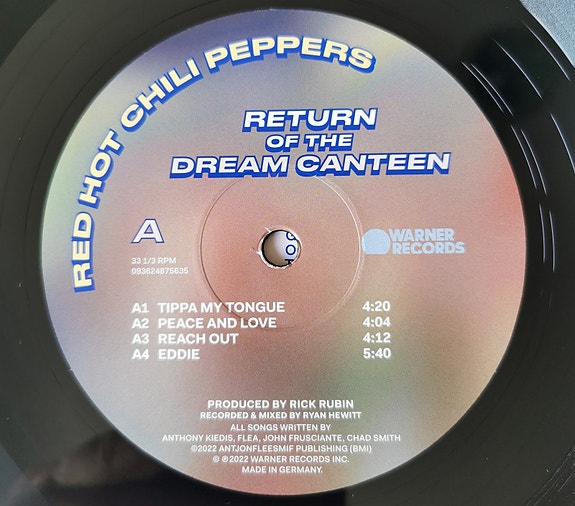 RED HOT CHILI PEPPERS
RETURN
OF THE
DREAM CANTEEN
A
33 1/3 RPM
093624875635
WARNER
RECORDS
A1 TIPPA MY TONGUE 4:20
A2 PEACE AND LOVE 4:04
A3 REACH OUT 4:12
A4 EDDIE 5:40
PRODUCED BY RICK RUBIN
RECORDED & MIXED BY RYAN HEWITT
ALL SONGS WRITTEN BY
ANTHONY KIEDIS, FLEA, JOHN FRUSCIANTE, CHAD SMITH
©2022 ANTJONFLEESMIF PUBLISHING (BMI)
© ℗2022 WARNER RECORDS INC.
MADE IN GERMANY.